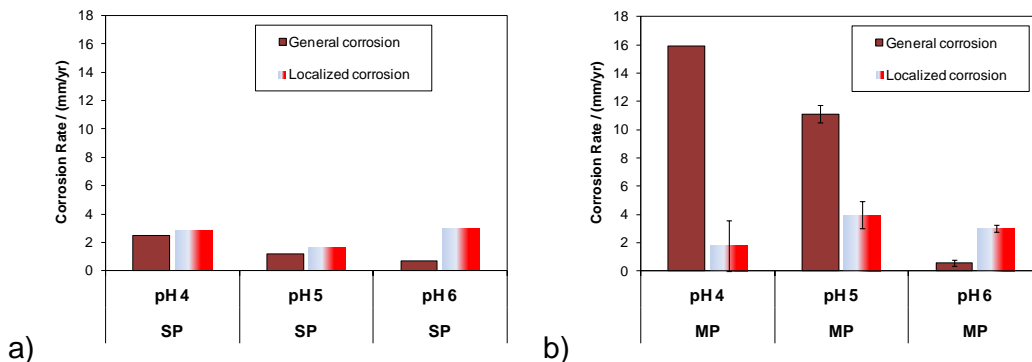 18
16
14
12
10
8
6
4
2
0
Corrosion Rate / (mm/yr)
General corrosion
Localized corrosion
pH 4 pH 5 pH 6
SP SP SP
a)
18
16
14
12
10
8
6
4
2
0
Corrosion Rate / (mm/yr)
General corrosion
Localized corrosion
pH 4 pH 5 pH 6
MP MP MP
b)